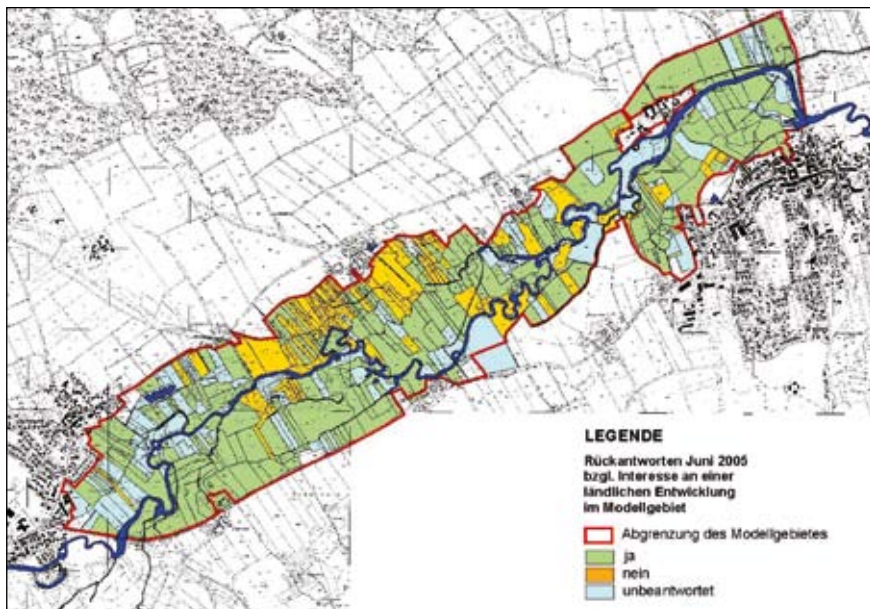 LEGENDE
Rückantworten Juni 2005
bzgl. Interesse an einer
ländlichen Entwicklung
im Modellgebiet
Abgrenzung des Modellgebietes
ja
nein
unbeantwortet